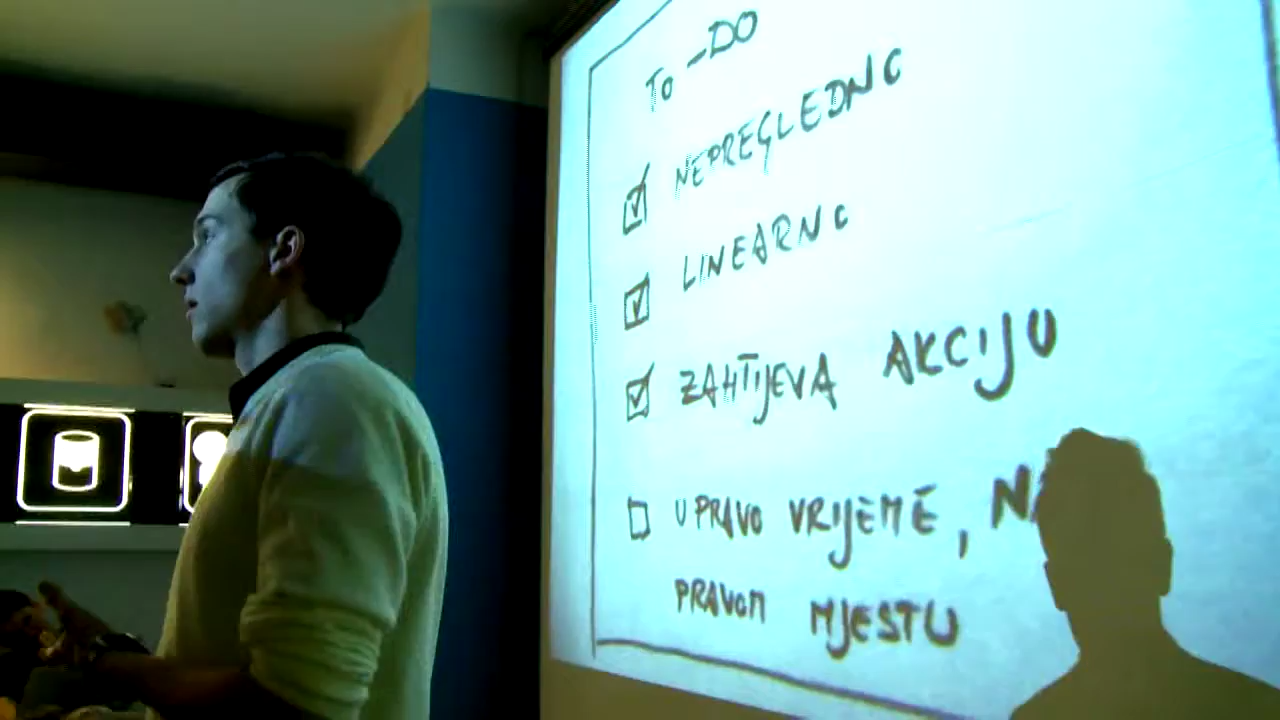 TO-DO
NEPREGLEDNO
LINEARNO
ZAHTIJEVA AKCIJU
U PRAVO VRIJEME,
PRAVOM MJESTU